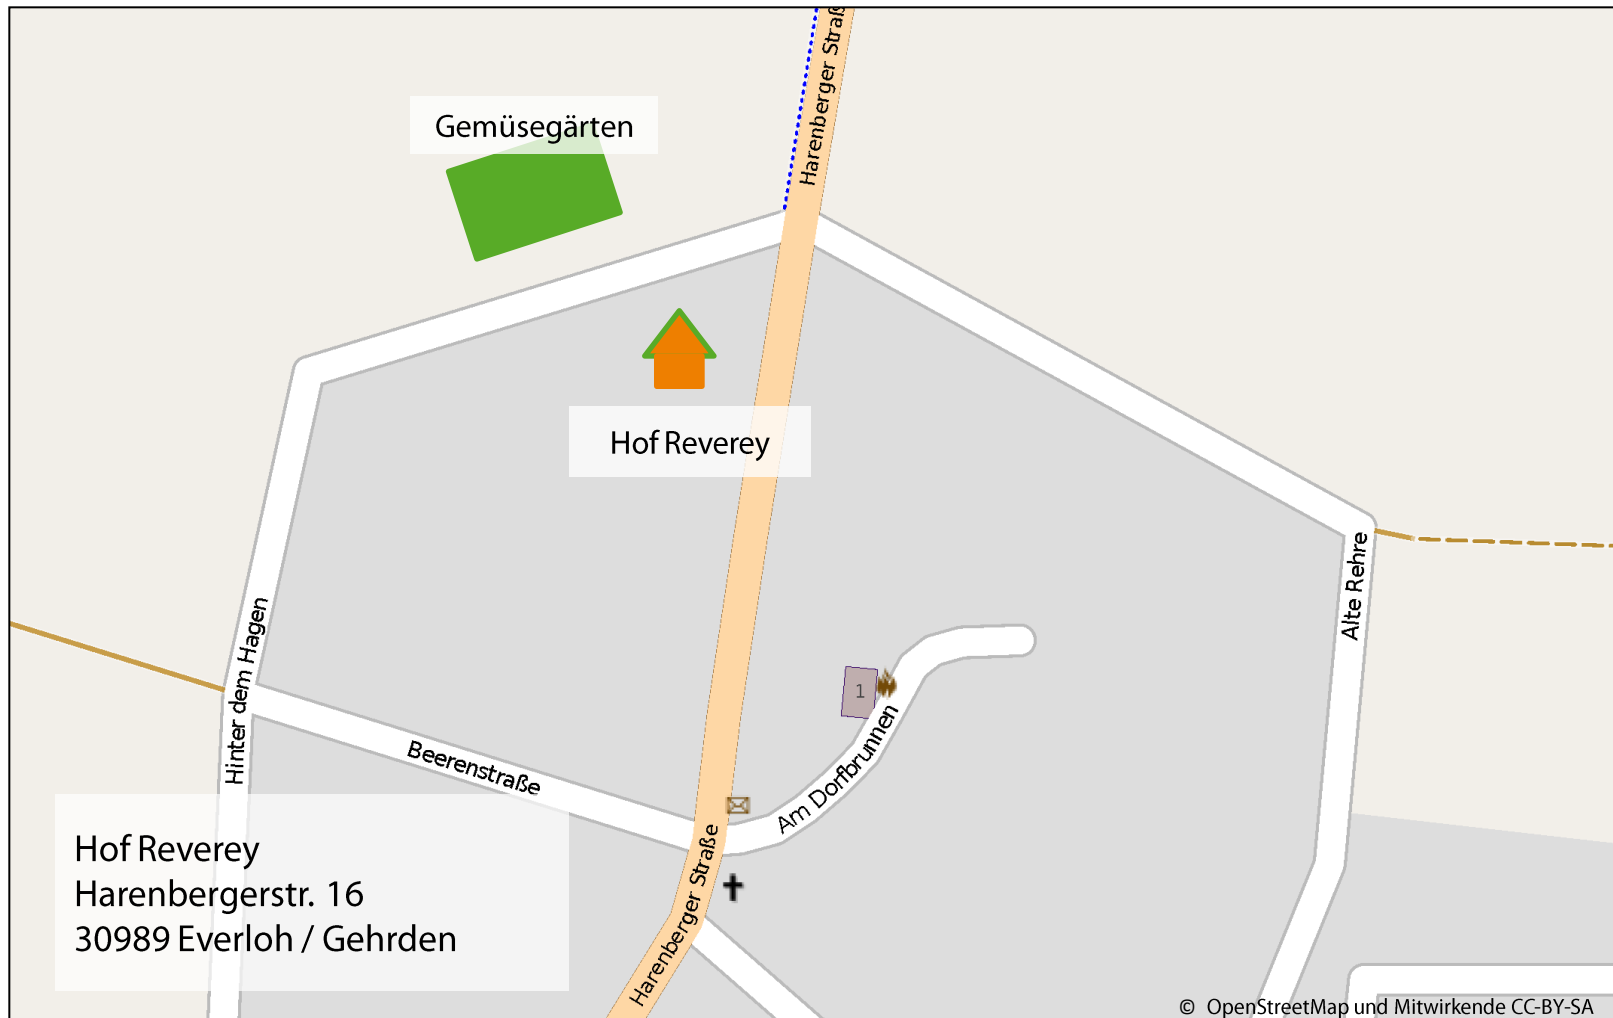 Harenberger Straß
Gemüsegärten
Hof Reverey
Alte Rehre
Hinter dem Hagen
1
Beerenstraße
Am Dorfbrunnen
Harenberger Straße
Hof Reverey
Harenbergerstr. 16
30989 Everloh / Gehrden
© OpenStreetMap und Mitwirkende CC-BY-SA